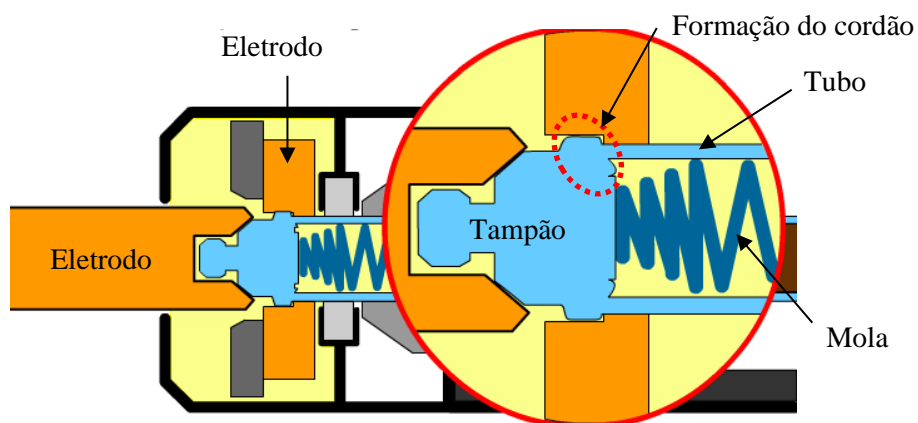 Formação do cordão
Eletrodo
Tubo
Tampão
Eletrodo
Mola